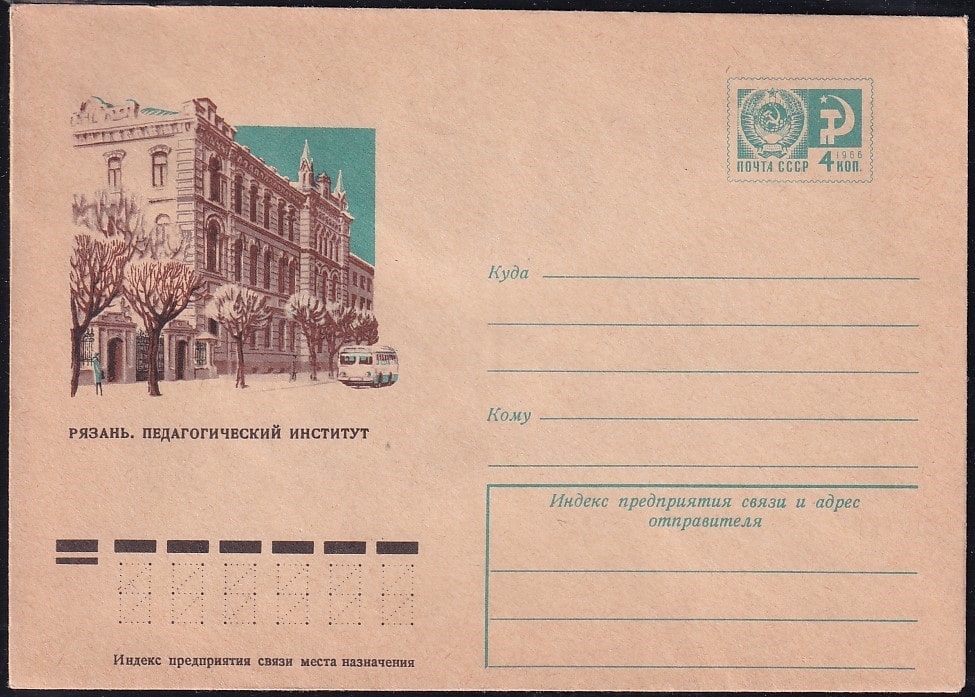 1966
ПОЧТА СССР 4 КОП.
Куда
Кому
РЯЗАНЬ. ПЕДАГОГИЧЕСКИЙ ИНСТИТУТ
Индекс предприятия связи и адрес
отправителя
Индекс предприятия связи места назначения